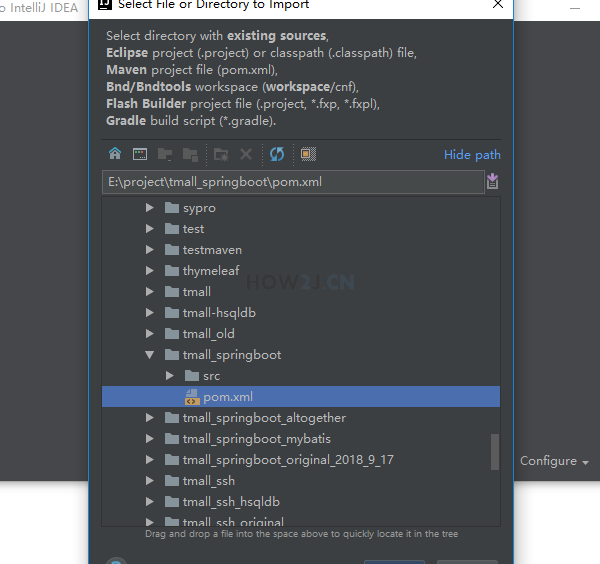 o IntelliJ IDEA
Select File or Directory to Import
Select directory with existing sources,
Eclipse project (.project) or classpath (.classpath) file,
Maven project file (pom.xml),
Bnd/Bndtools workspace (workspace/cnf),
Flash Builder project file (.project, *.fxp, *.fxpl),
Gradle build script (*.gradle).
Hide path
E:\project\tmall_springboot\pom.xml
sypro
test
testmaven
thymeleaf
HOW2J.CN
tmall
tmall-hsqldb
tmall_old
tmall_springboot
src
pom.xml
tmall_springboot_altogether
tmall_springboot_mybatis
tmall_springboot_original_2018_9_17
Configure
tmall_ssh
tmall_ssh_hsqldb
tmall_ssh_original
Drag and drop a file into the space above to quickly locate it in the tree